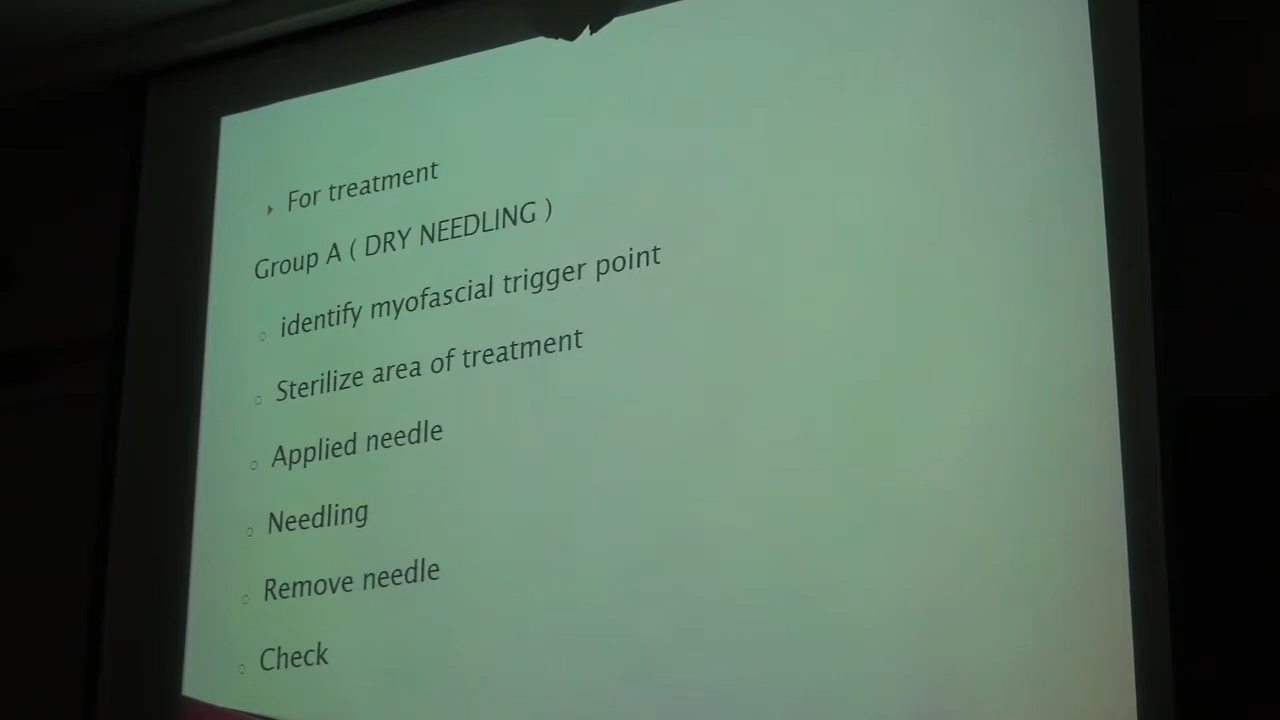 For treatment
Group A ( DRY NEEDLING )
identify myofascial trigger point
Sterilize area of treatment
Applied needle
Needling
Remove needle
Check